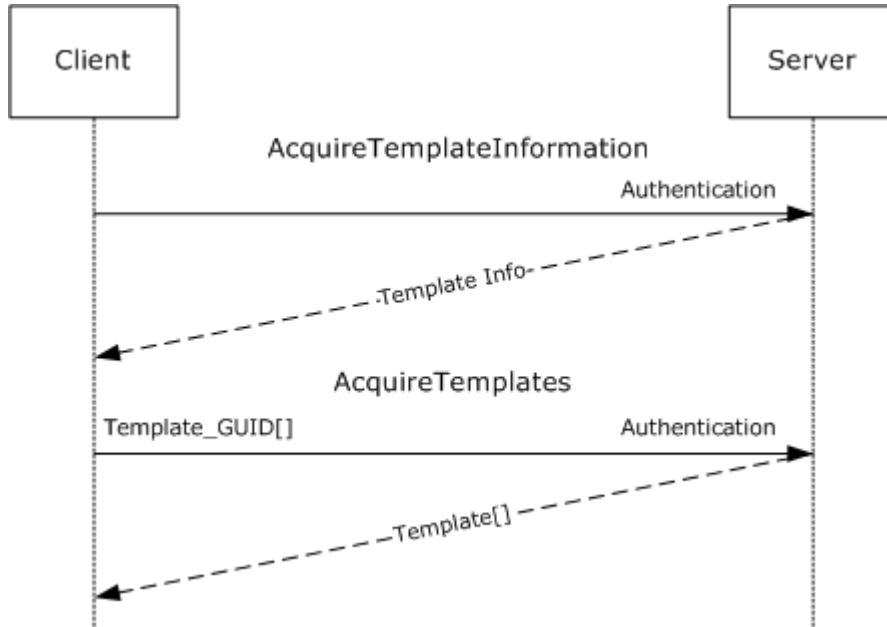 Client
Server
AcquireTemplateInformation
Authentication
Template Info
AcquireTemplates
Template_GUID[]
Authentication
Template[]